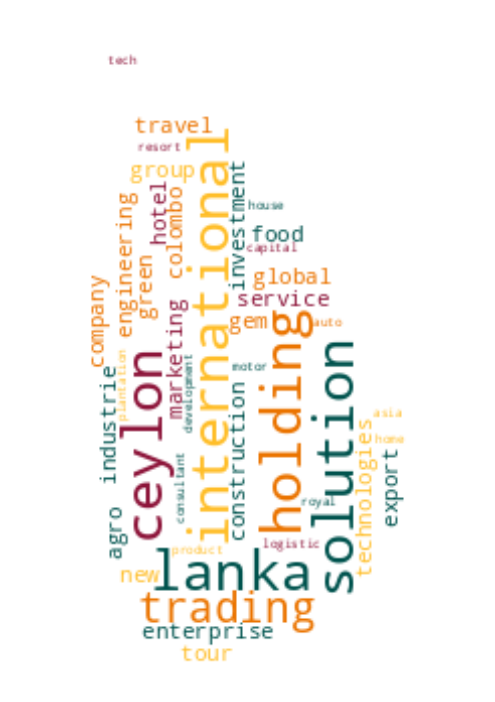 tech
travel
resort
group
international
investment
hotel
colombo
engineering
house
food
capital
green
global
company
service
gem
holding
auto
marketing
solution
ceylon
plantation
development
motor
industrie
construction
asia
technologies
home
export
consultant
royal
agro
logistic
product
lanka
new
trading
enterprise
tour